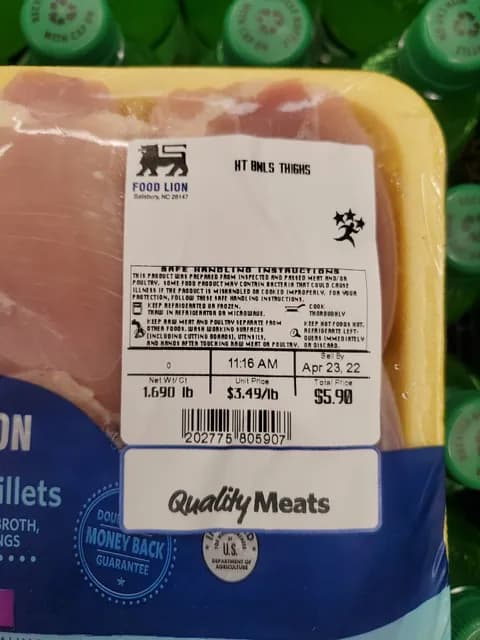 HT BNLS THIGHS
FOOD LION
Salisbury, NC 28147
SAFE HANDLING INSTRUCTIONS
THIS PRODUCT WAS PREPARED FROM INSPECTED AND PASSED MEAT AND/OR
POULTRY. SOME FOOD PRODUCT MAY CONTAIN BACTERIA THAT COULD CAUSE
ILLNESS IF THE PRODUCT IS MISHANDLED OR COOKED IMPROPERLY. FOR YOUR
PROTECTION, FOLLOW THESE SAFE HANDLING INSTRUCTIONS.
KEEP REFRIGERATED OR FROZEN.
THAW IN REFRIGERATOR OR MICROWAVE.
COOK
THOROUGHLY
KEEP RAW MEAT AND POULTRY SEPARATE FROM
OTHER FOODS. WASH WORKING SURFACES
(INCLUDING CUTTING BOARDS), UTENSILS,
AND HANDS AFTER TOUCHING RAW MEAT OR POULTRY.
KEEP HOT FOODS HOT.
REFRIGERATE LEFT-
OVERS IMMEDIATELY
OR DISCARD.
0
11:16 AM
Sell By
Apr 23, 22
Net Wt/Ct
1.690 lb
Unit Price
$3.49/lb
Total Price
$5.90
202775 805907
Quality Meats
ON
illets
BROTH,
NGS
DOU
MONEY BACK
GUARANTEE
U.S.
DEPARTMENT OF
AGRICULTURE